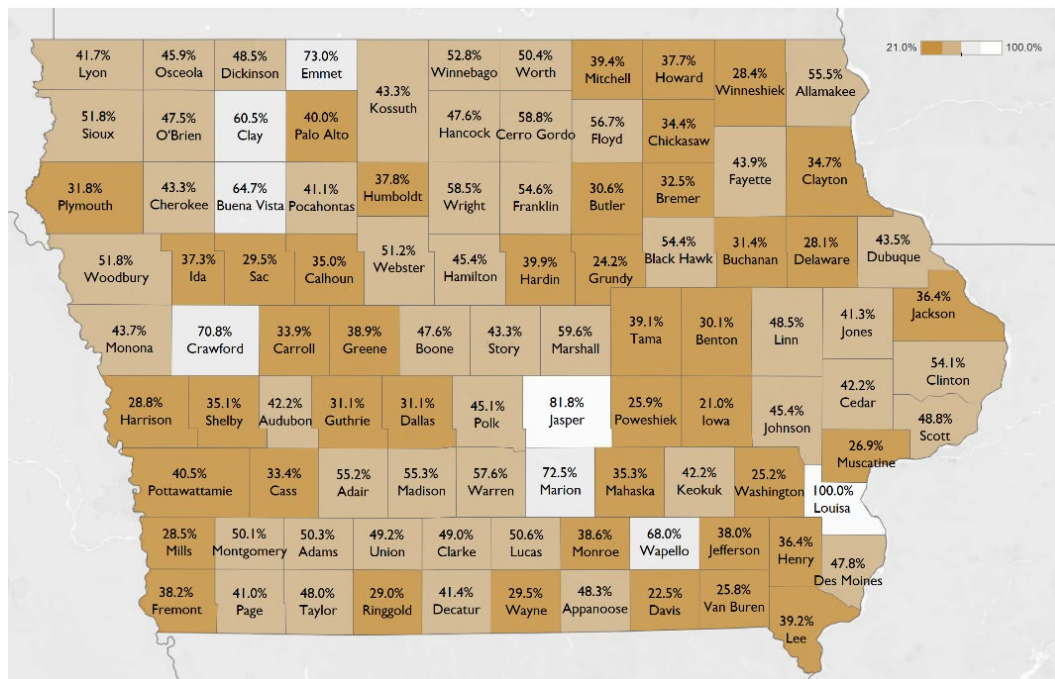 21.0% 100.0%
41.7%
Lyon
45.9%
Osceola
48.5%
Dickinson
73.0%
Emmet
43.3%
Kossuth
52.8%
Winnebago
50.4%
Worth
39.4%
Mitchell
37.7%
Howard
28.4%
Winneshiek
55.5%
Allamakee
51.8%
Sioux
47.5%
O'Brien
60.5%
Clay
40.0%
Palo Alto
47.6%
Hancock
58.8%
Cerro Gordo
56.7%
Floyd
34.4%
Chickasaw
43.9%
Fayette
34.7%
Clayton
31.8%
Plymouth
43.3%
Cherokee
64.7%
Buena Vista
41.1%
Pocahontas
37.8%
Humboldt
58.5%
Wright
54.6%
Franklin
30.6%
Butler
32.5%
Bremer
51.8%
Woodbury
37.3%
Ida
29.5%
Sac
35.0%
Calhoun
51.2%
Webster
45.4%
Hamilton
39.9%
Hardin
24.2%
Grundy
54.4%
Black Hawk
31.4%
Buchanan
28.1%
Delaware
43.5%
Dubuque
43.7%
Monona
70.8%
Crawford
33.9%
Carroll
38.9%
Greene
47.6%
Boone
43.3%
Story
59.6%
Marshall
39.1%
Tama
30.1%
Benton
48.5%
Linn
41.3%
Jones
36.4%
Jackson
28.8%
Harrison
35.1%
Shelby
42.2%
Audubon
31.1%
Guthrie
31.1%
Dallas
45.1%
Polk
81.8%
Jasper
25.9%
Poweshiek
21.0%
Iowa
45.4%
Johnson
42.2%
Cedar
54.1%
Clinton
48.8%
Scott
40.5%
Pottawattamie
33.4%
Cass
55.2%
Adair
55.3%
Madison
57.6%
Warren
72.5%
Marion
35.3%
Mahaska
42.2%
Keokuk
25.2%
Washington
26.9%
Muscatine
100.0%
Louisa
28.5%
Mills
50.1%
Montgomery
50.3%
Adams
49.2%
Union
49.0%
Clarke
50.6%
Lucas
38.6%
Monroe
68.0%
Wapello
38.0%
Jefferson
36.4%
Henry
47.8%
Des Moines
38.2%
Fremont
41.0%
Page
48.0%
Taylor
29.0%
Ringgold
41.4%
Decatur
29.5%
Wayne
48.3%
Appanoose
22.5%
Davis
25.8%
Van Buren
39.2%
Lee